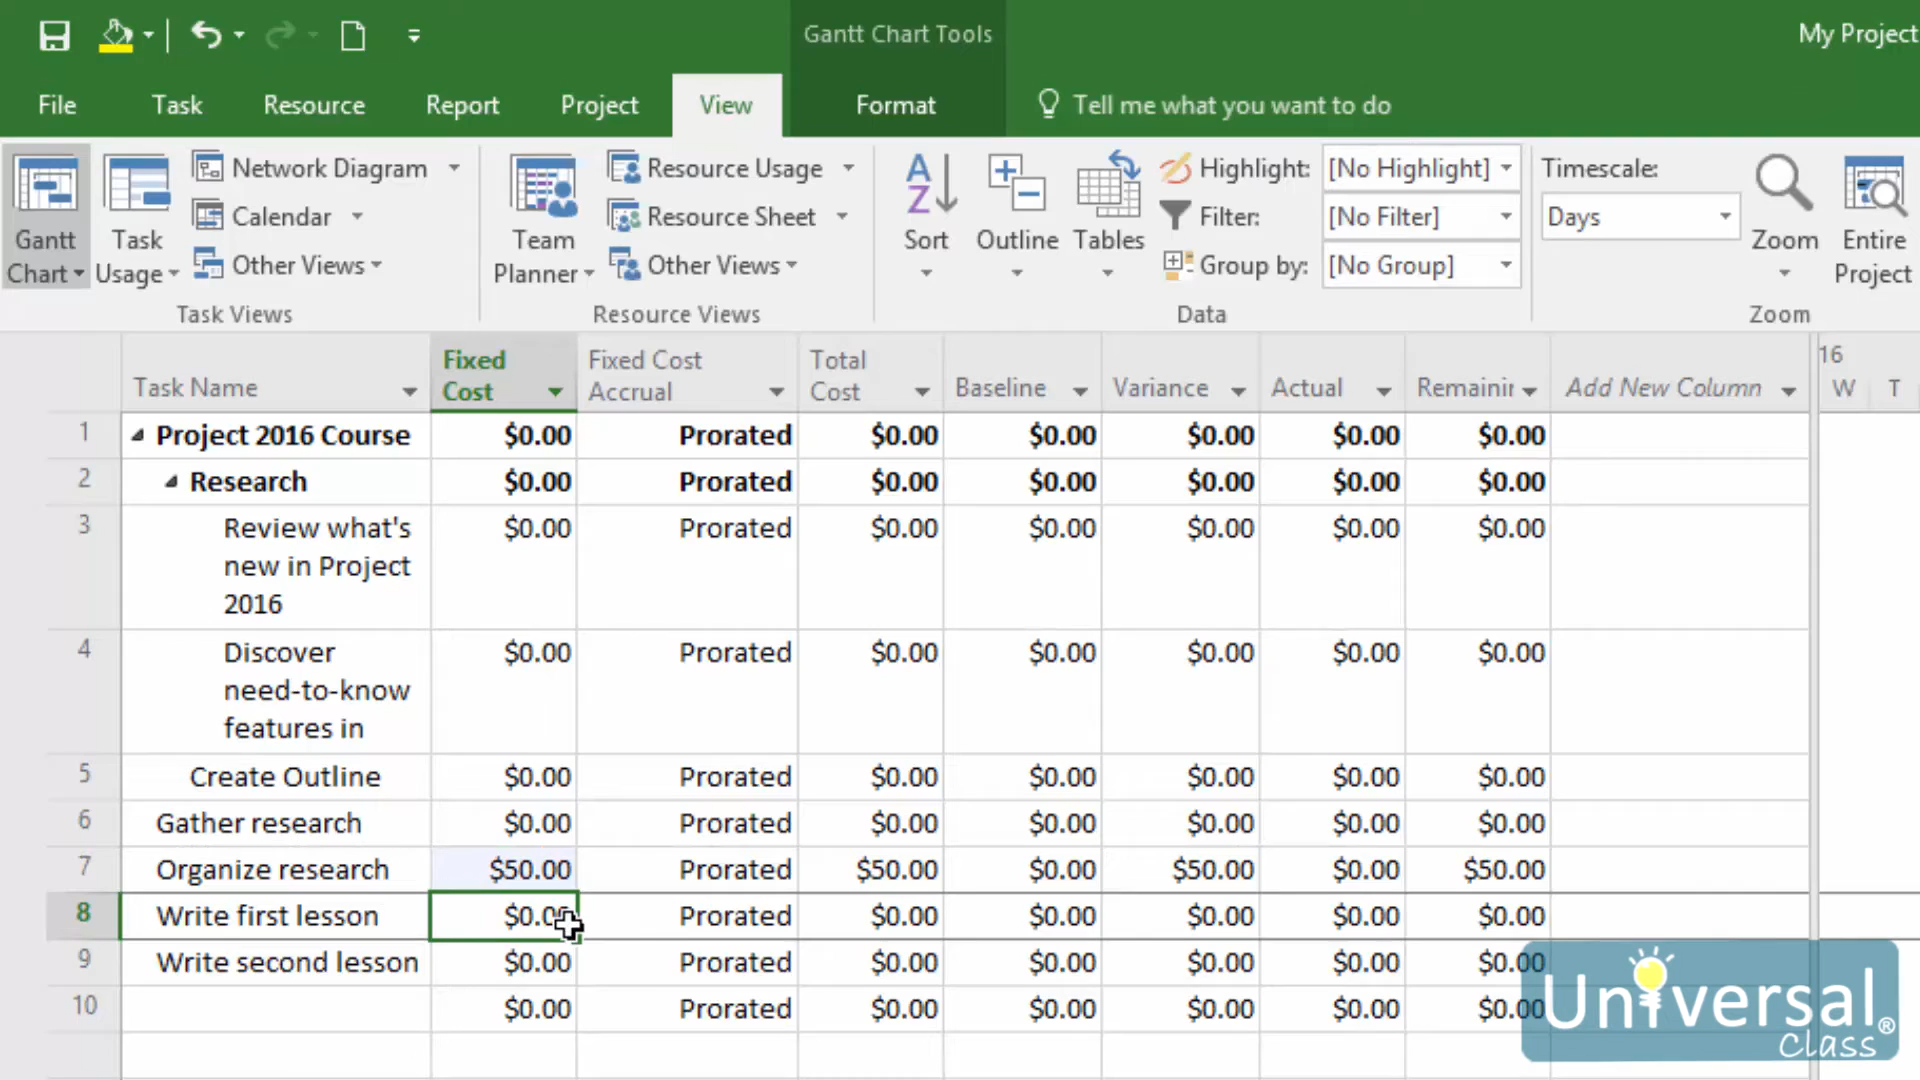 Gantt Chart Tools
My Project
File Task Resource Report Project View Format Tell me what you want to do
Gantt Chart
Task Usage
Network Diagram
Calendar
Other Views
Task Views
Team Planner
Resource Usage
Resource Sheet
Other Views
Resource Views
Sort
Outline
Tables
Highlight: [No Highlight]
Filter: [No Filter]
Group by: [No Group]
Data
Timescale:
Days
Zoom
Entire Project
Zoom
Task Name Fixed Cost Fixed Cost Accrual Total Cost Baseline Variance Actual Remainin Add New Column
16
W T
1 Project 2016 Course $0.00 Prorated $0.00 $0.00 $0.00 $0.00 $0.00
2 Research $0.00 Prorated $0.00 $0.00 $0.00 $0.00 $0.00
3 Review what's $0.00 Prorated $0.00 $0.00 $0.00 $0.00 $0.00
new in Project
2016
4 Discover $0.00 Prorated $0.00 $0.00 $0.00 $0.00 $0.00
need-to-know
features in
5 Create Outline $0.00 Prorated $0.00 $0.00 $0.00 $0.00 $0.00
6 Gather research $0.00 Prorated $0.00 $0.00 $0.00 $0.00 $0.00
7 Organize research $50.00 Prorated $50.00 $0.00 $50.00 $0.00 $50.00
8 Write first lesson $0.00 Prorated $0.00 $0.00 $0.00 $0.00 $0.00
9 Write second lesson $0.00 Prorated $0.00 $0.00 $0.00 $0.00 $0.00
10 $0.00 Prorated $0.00 $0.00 $0.00 $0.00 $0.00
Universal®
Class